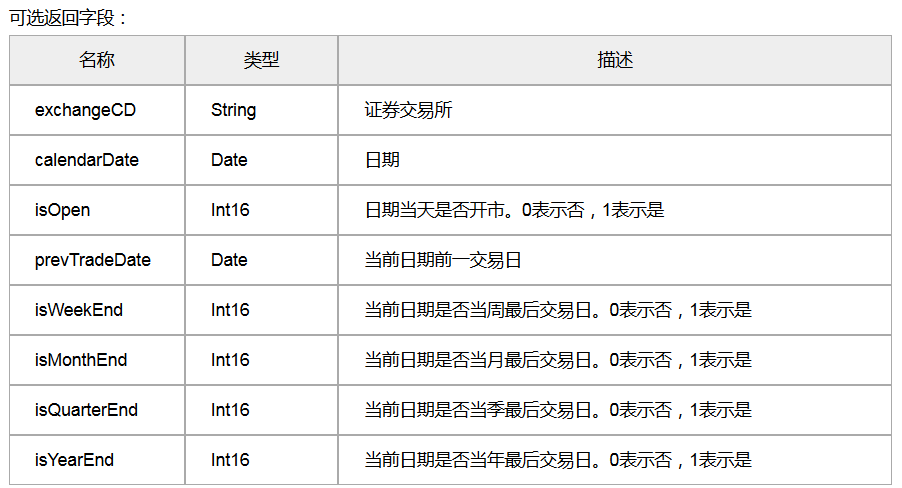 可选返回字段：
名称 类型 描述
exchangeCD String 证券交易所
calendarDate Date 日期
isOpen Int16 日期当天是否开市。0表示否，1表示是
prevTradeDate Date 当前日期前一交易日
isWeekEnd Int16 当前日期是否当周最后交易日。0表示否，1表示是
isMonthEnd Int16 当前日期是否当月最后交易日。0表示否，1表示是
isQuarterEnd Int16 当前日期是否当季最后交易日。0表示否，1表示是
isYearEnd Int16 当前日期是否当年最后交易日。0表示否，1表示是